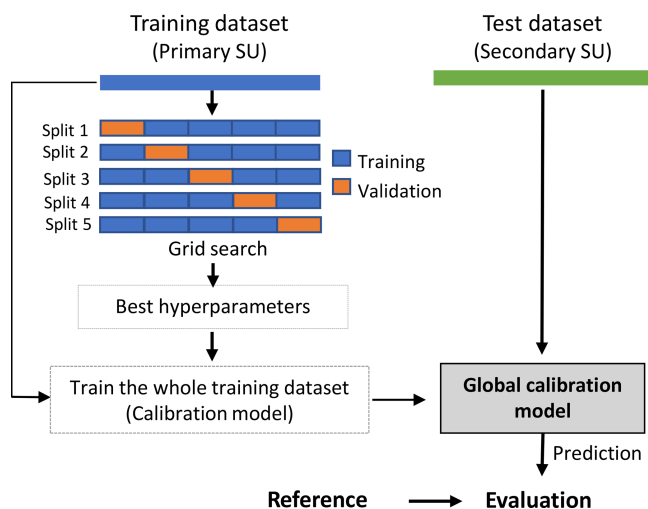 Training dataset
(Primary SU)
Test dataset
(Secondary SU)
Split 1
Split 2
Split 3
Split 4
Split 5
Training
Validation
Grid search
Best hyperparameters
Train the whole training dataset
(Calibration model)
Global calibration
model
Prediction
Reference
Evaluation